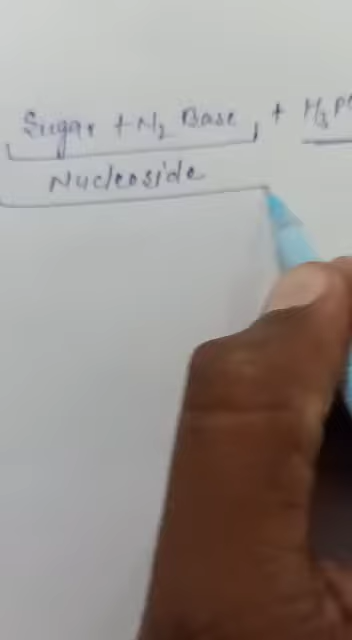 Sugar + N₂ Base, + H₃P
Nucleoside